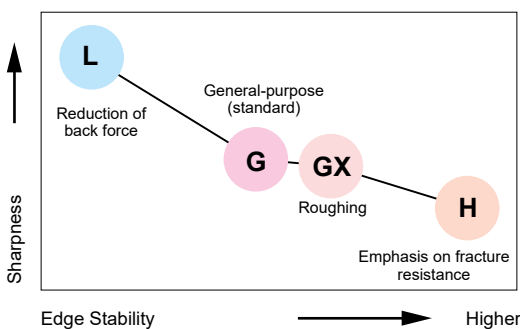 L
Reduction of
back force
General-purpose
(standard)
G
GX
Roughing
H
Emphasis on fracture
resistance
Sharpness
Edge Stability
Higher